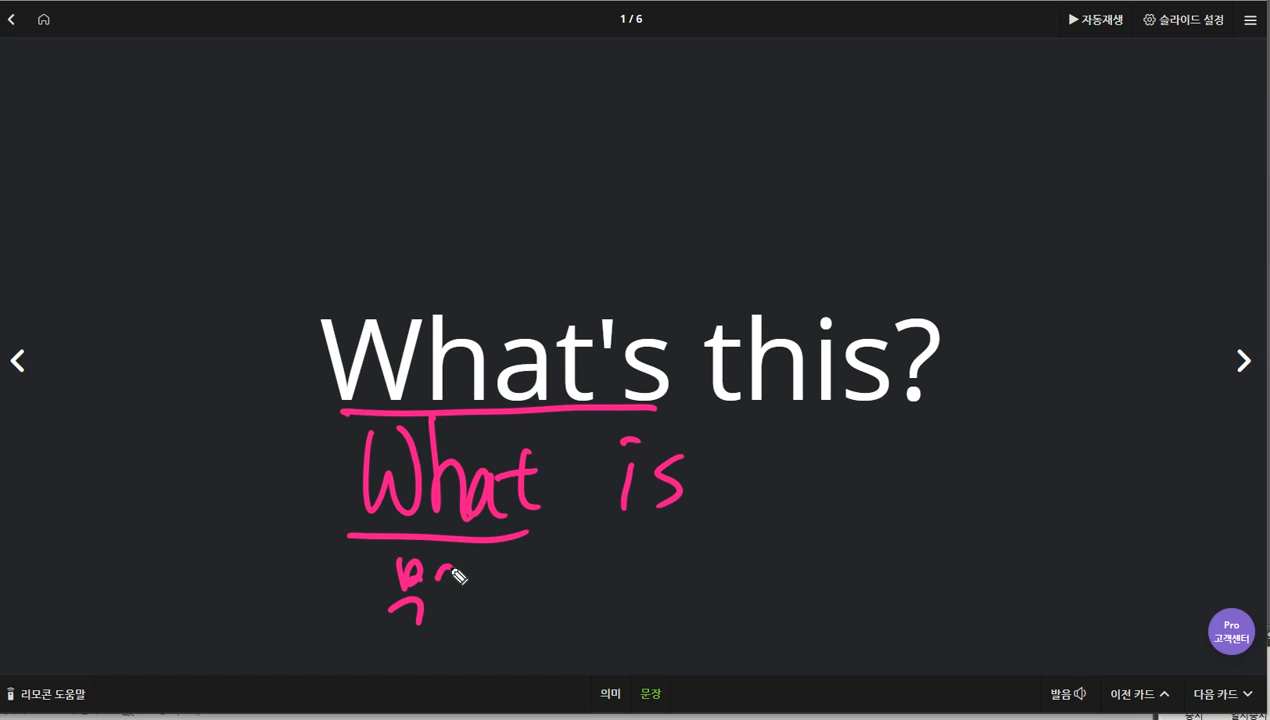 1 / 6
▶ 자동재생
슬라이드 설정
What's this?
What is
Pro
고객센터
리모콘 도움말
의미
문장
발음
이전 카드
다음 카드